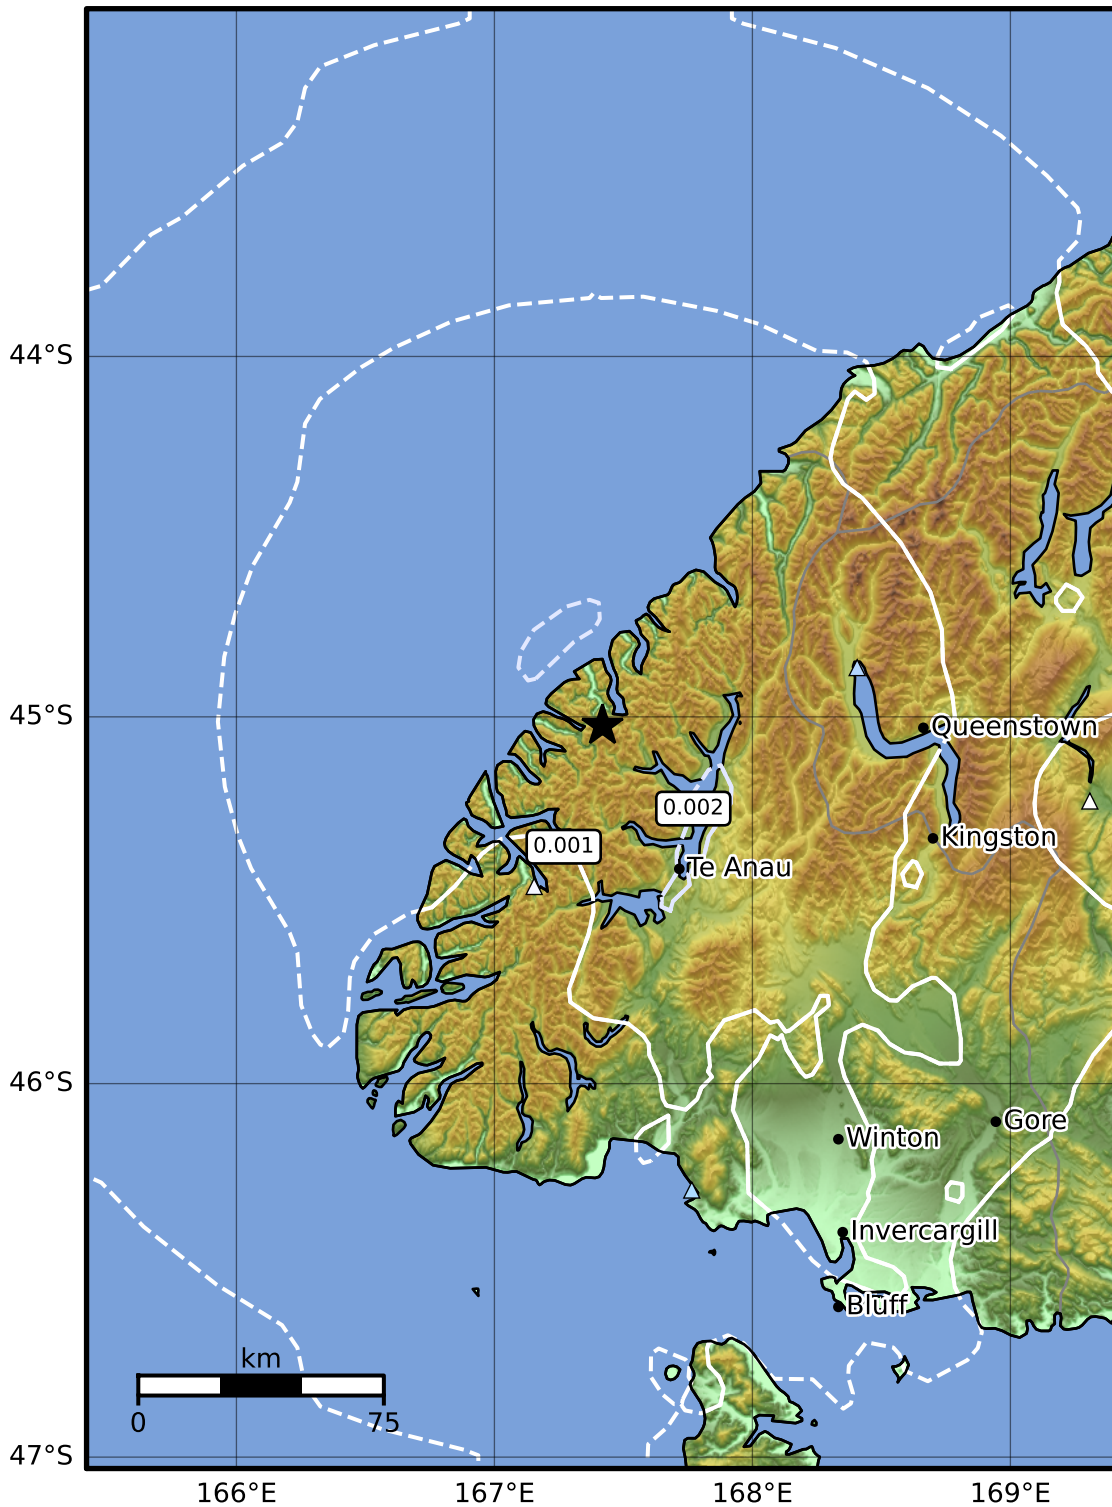 44°S
45°S
Queenstown
0.002
Kingston
0.001
Te Anau
46°S
Gore
Winton
Invercargill
Bluff
km
0
75
47°S
166°E
167°E
168°E
169°E